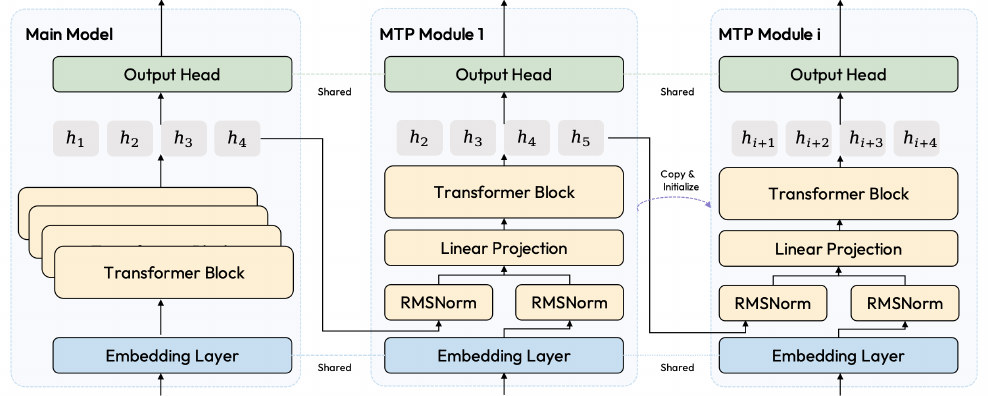 Main Model
MTP Module 1
MTP Module i
Output Head
Shared
Output Head
Shared
Output Head
h1 h2 h3 h4
h2 h3 h4 h5
hi+1 hi+2 hi+3 hi+4
Transformer Block
Transformer Block
Copy &
Initialize
Transformer Block
Linear Projection
Linear Projection
RMSNorm
RMSNorm
RMSNorm
RMSNorm
Embedding Layer
Shared
Embedding Layer
Shared
Embedding Layer